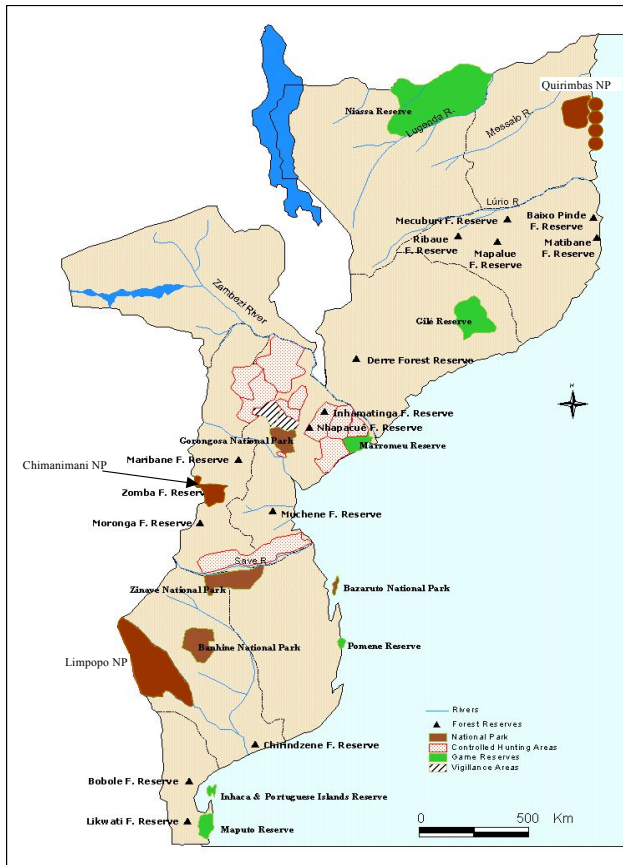 Quirimbas NP
Niassa Reserve
Lugenda R.
Messalo R.
Lúrio R
Mecuburi F. Reserve
Baixo Pinde
F. Reserve
Ribaue
F. Reserve
Mapalue
F. Reserve
Matibane
F. Reserve
Zambezi River
Gilé Reserve
Derre Forest Reserve
Inhamatinga F. Reserve
Nhapacué F. Reserve
Gorongosa National Park
Marromeu Reserve
Maribane F. Reserve
Chimanimani NP
Zomba F. Reserve
Moronga F. Reserve
Muchene F. Reserve
Save R.
Zinave National Park
Bazaruto National Park
Banhine National Park
Pomene Reserve
Limpopo NP
Chirindzene F. Reserve
Bobole F. Reserve
Inhaca & Portuguese Islands Reserve
Likwati F. Reserve
Maputo Reserve
N
Rivers
Forest Reserves
National Park
Controlled Hunting Areas
Game Reserves
Vigillance Areas
0 500 Km